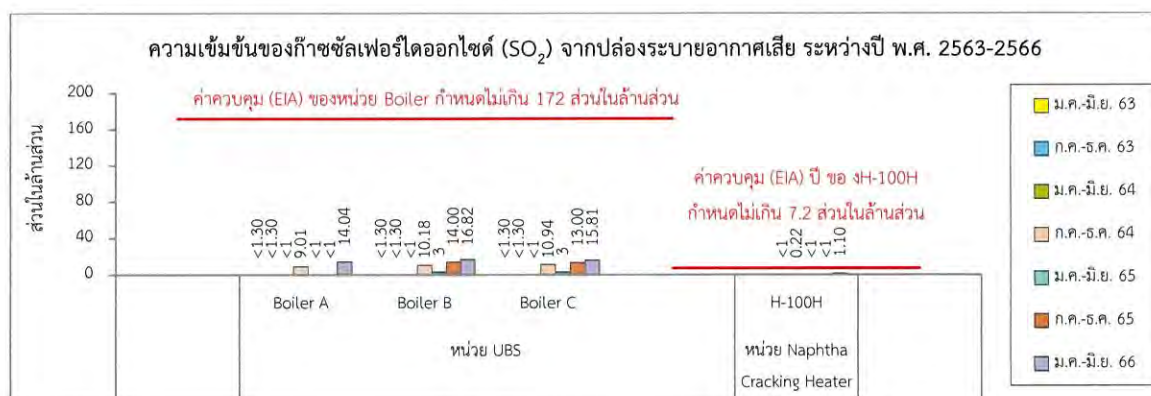 ความเข้มข้นของก๊าซซัลเฟอร์ไดออกไซด์ (SO2) จากปล่องระบายอากาศเสีย ระหว่างปี พ.ศ. 2563-2566
ส่วนในล้านส่วน
200
160
120
80
40
0
ค่าควบคุม (EIA) ของหน่วย Boiler กำหนดไม่เกิน 172 ส่วนในล้านส่วน
ค่าควบคุม (EIA) ปี ขอ งH-100H
กำหนดไม่เกิน 7.2 ส่วนในล้านส่วน
<1.30
<1.30
<1
9.01
<1
<1
14.04
<1.30
<1.30
<1
10.18
3
14.00
16.82
<1.30
<1.30
<1
10.94
3
13.00
15.81
<1
0.22
<1
<1
1.10
Boiler A
Boiler B
Boiler C
H-100H
หน่วย UBS
หน่วย Naphtha
Cracking Heater
ม.ค.-มิ.ย. 63
ก.ค.-ธ.ค. 63
ม.ค.-มิ.ย. 64
ก.ค.-ธ.ค. 64
ม.ค.-มิ.ย. 65
ก.ค.-ธ.ค. 65
ม.ค.-มิ.ย. 66